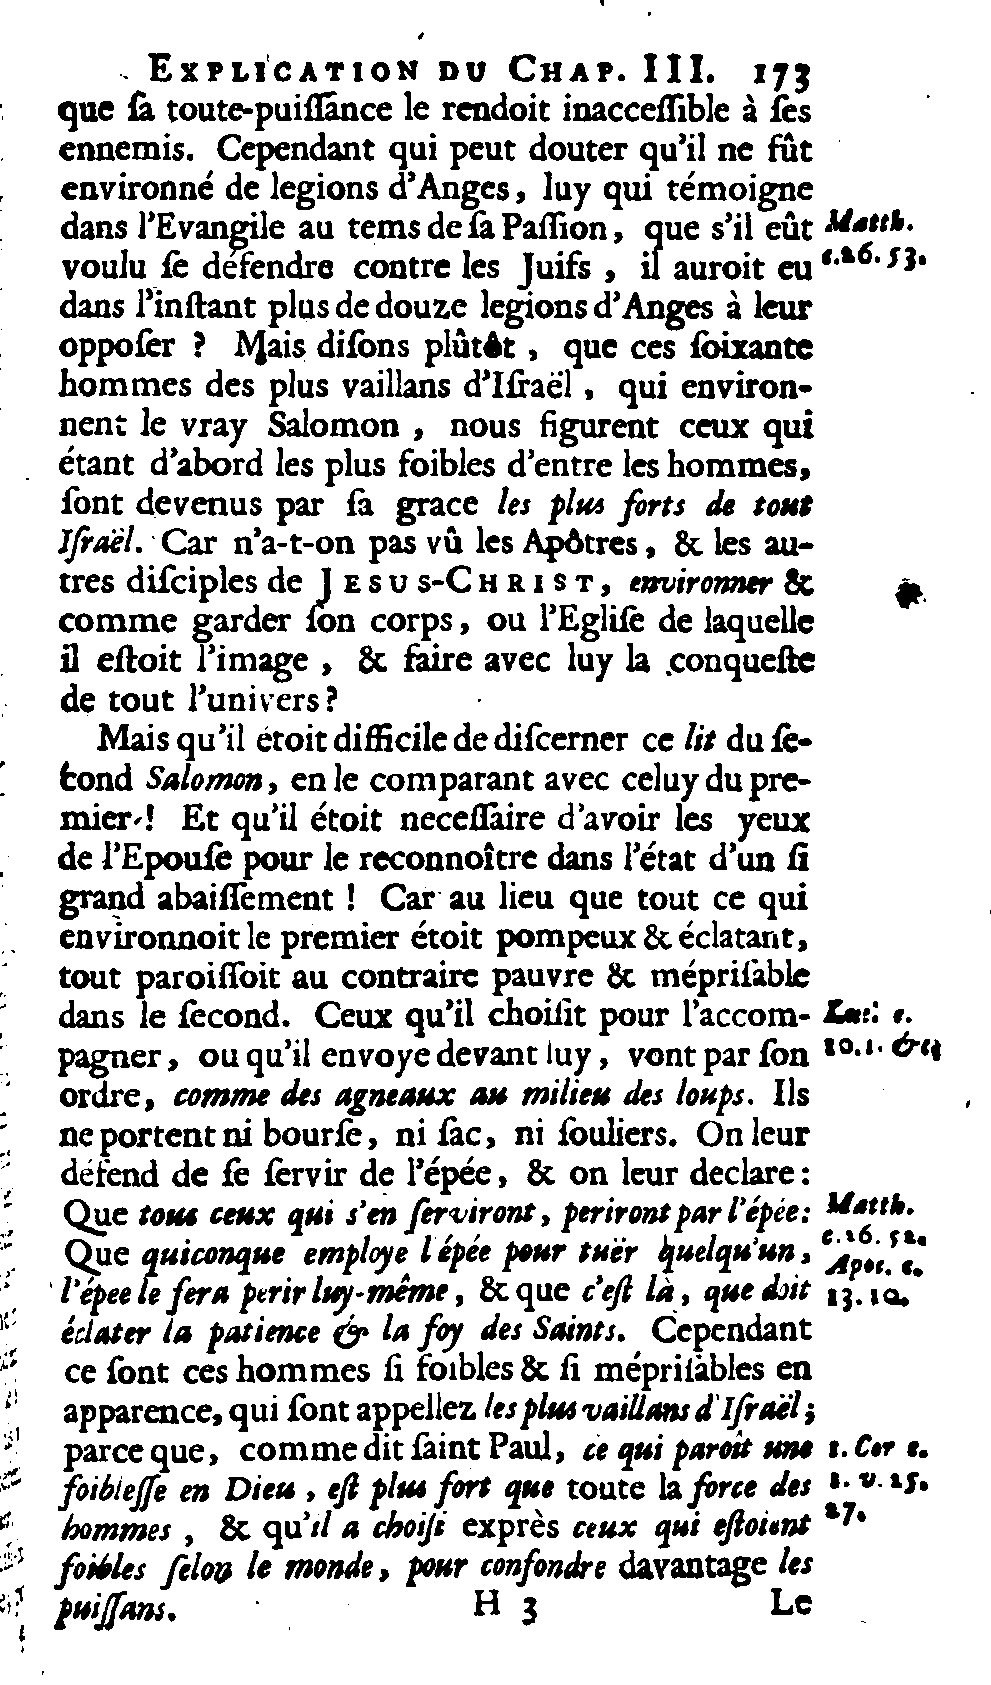 EXPLICATION DU CHAP. III. 173
que ſa toute-puiſſance le rendoit inacceſſible à ſes
ennemis. Cependant qui peut douter qu'il ne fût
environné de legions d'Anges, luy qui témoigne
dans l'Evangile au tems de ſa Paſſion, que s'il eût
Matth.
voulu ſe défendre contre les Juifs, il auroit eu
c.26.53.
dans l'inſtant plus de douze legions d'Anges à leur
oppoſer ? Mais diſons plûtôt, que ces ſoixante
hommes des plus vaillans d'Iſraël, qui environ-
nent le vray Salomon, nous figurent ceux qui
étant d'abord les plus foibles d'entre les hommes,
ſont devenus par ſa grace les plus forts de tout
Iſraël. Car n'a-t-on pas vû les Apôtres, & les au-
tres diſciples de JESUS-CHRIST, environner &
comme garder ſon corps, ou l'Egliſe de laquelle
il eſtoit l'image, & faire avec luy la conqueſte
de tout l'univers?
Mais qu'il étoit difficile de diſcerner ce lit du ſe-
cond Salomon, en le comparant avec celuy du pre-
mier! Et qu'il étoit neceſſaire d'avoir les yeux
de l'Epouſe pour le reconnoître dans l'état d'un ſi
grand abaiſſement ! Car au lieu que tout ce qui
environnoit le premier étoit pompeux & éclatant,
tout paroiſſoit au contraire pauvre & mépriſable
dans le ſecond. Ceux qu'il choiſit pour l'accom-
Luc. c.
pagner, ou qu'il envoye devant luy, vont par ſon
10.1. &
ordre, comme des agneaux au milieu des loups. Ils
ne portent ni bourſe, ni ſac, ni ſouliers. On leur
défend de ſe ſervir de l'épée, & on leur declare:
Que tous ceux qui s'en ſerviront, periront par l'épée:
Matth.
c.26. 52.
Que quiconque employe l'épée pour tuër quelqu'un,
Apoc. c.
l'épee le fera perir luy-même, & que c'eſt là, que doit
13.10.
éclater la patience & la foy des Saints. Cependant
ce ſont ces hommes ſi foibles & ſi mépriſables en
apparence, qui ſont appellez les plus vaillans d'Iſraël;
parce que, comme dit ſaint Paul, ce qui paroît une
1. Cor c.
foibleſſe en Dieu, eſt plus fort que toute la force des
1. v. 25.
hommes, & qu'il a choiſi exprès ceux qui eſtoient
27.
foibles ſelon le monde, pour confondre davantage les
puiſſans.
H 3
Le